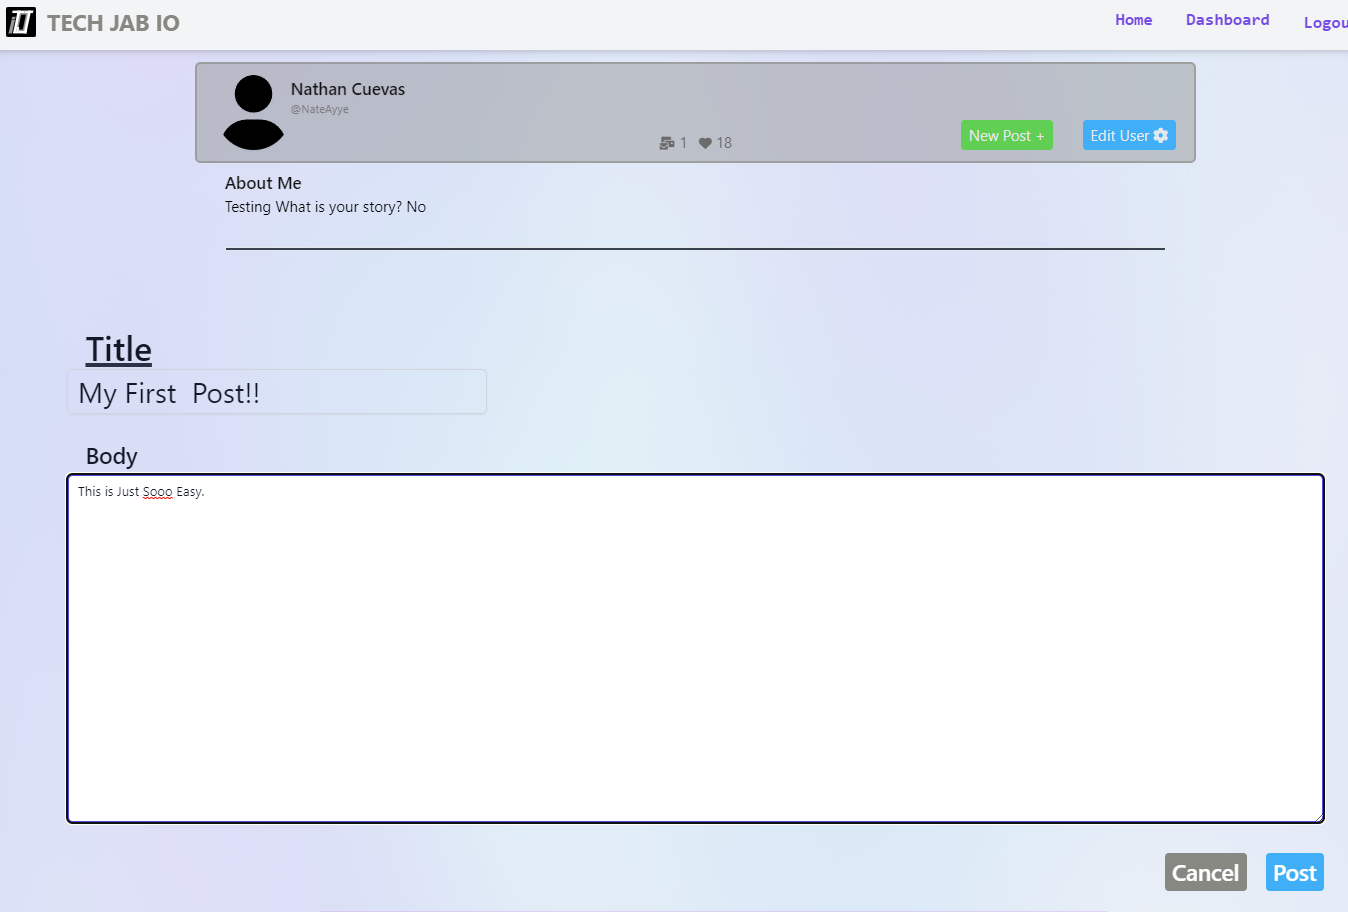 TECH JAB IO
Home Dashboard Logou
Nathan Cuevas
@NateAyye
1 18
New Post +
Edit User
About Me
Testing What is your story? No
Title
My First  Post!!
Body
This is Just Sooo Easy.
Cancel Post